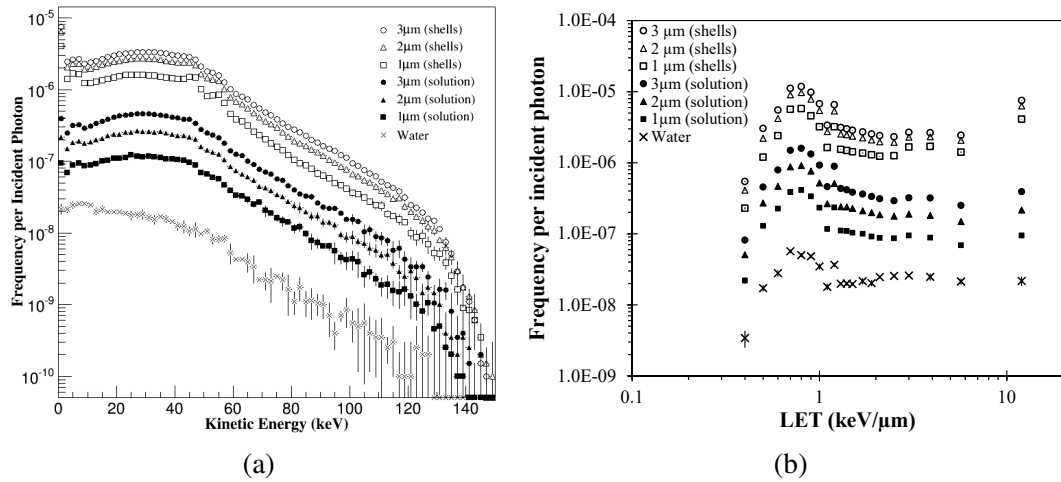 10⁻⁵
10⁻⁶
10⁻⁷
10⁻⁸
10⁻⁹
10⁻¹⁰
Frequency per Incident Photon
3μm (shells)
2μm (shells)
1μm (shells)
3μm (solution)
2μm (solution)
1μm (solution)
Water
0 20 40 60 80 100 120 140
Kinetic Energy (keV)
(a)
1.0E-04
1.0E-05
1.0E-06
1.0E-07
1.0E-08
1.0E-09
Frequency per incident photon
3 μm (shells)
2 μm (shells)
1 μm (shells)
3μm (solution)
2μm (solution)
1μm (solution)
Water
0.1 1 10
LET (keV/μm)
(b)